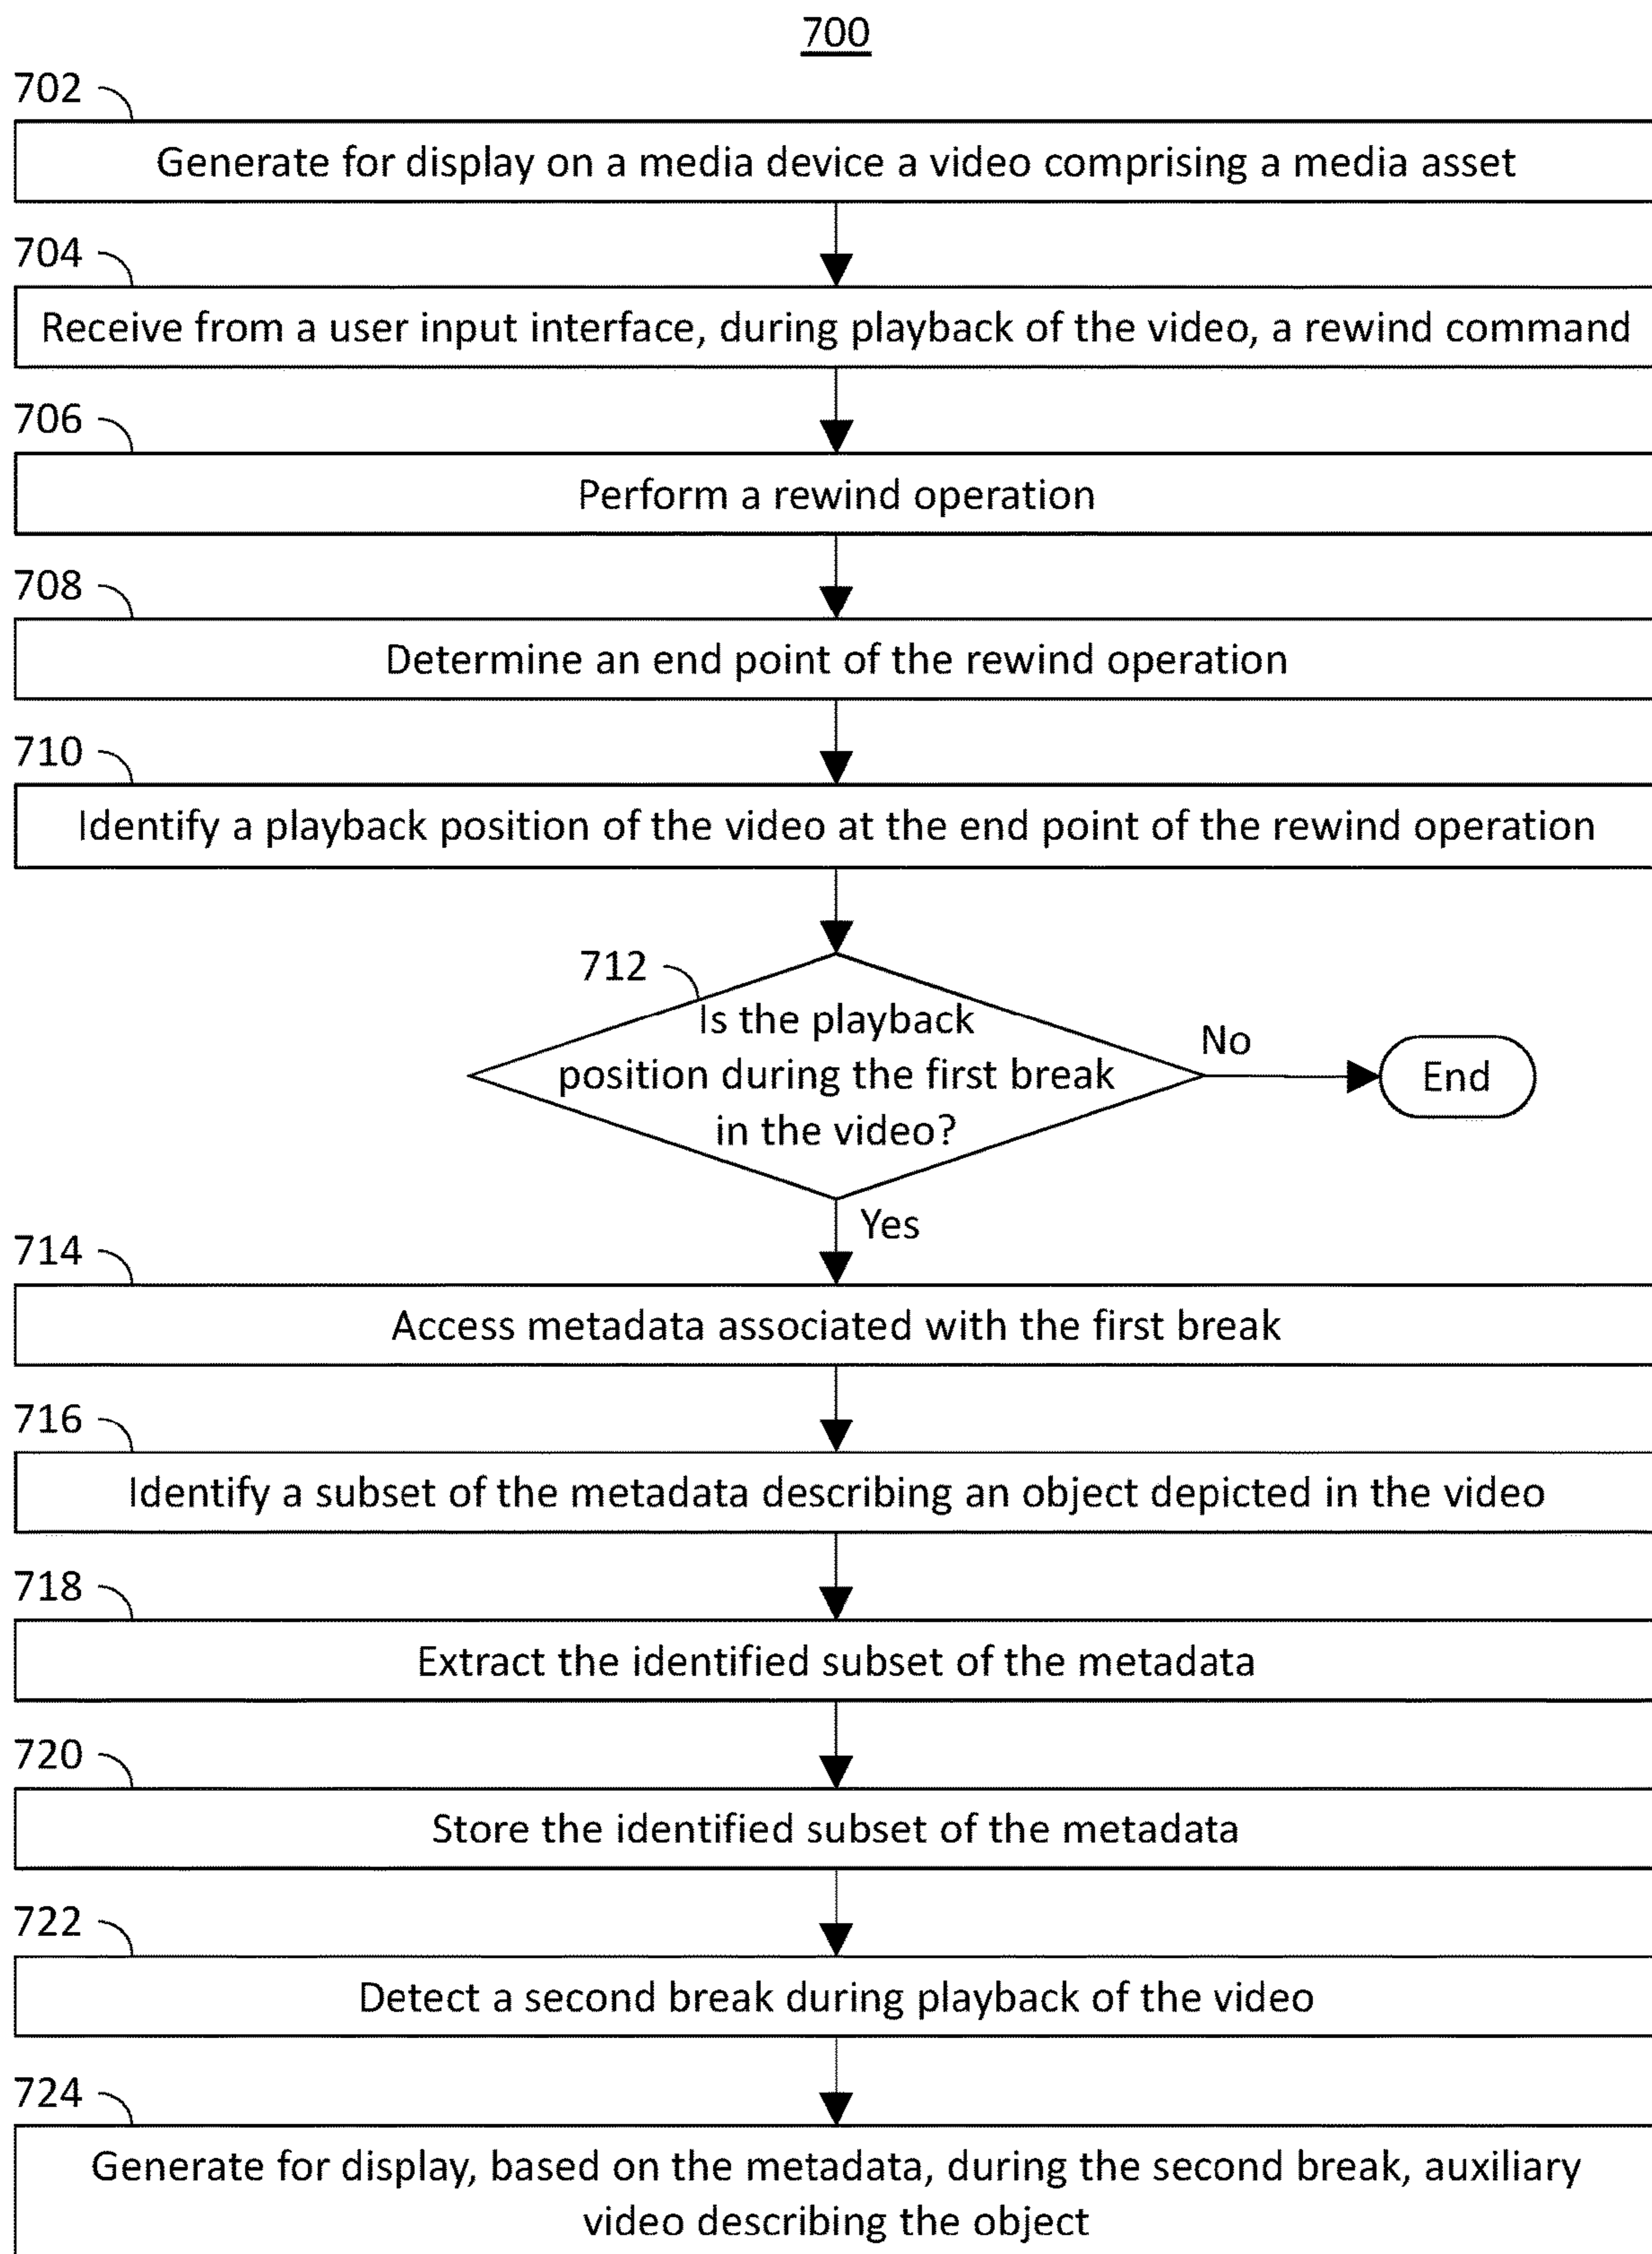 700
702
Generate for display on a media device a video comprising a media asset
704
Receive from a user input interface, during playback of the video, a rewind command
706
Perform a rewind operation
708
Determine an end point of the rewind operation
710
Identify a playback position of the video at the end point of the rewind operation
712
Is the playback
position during the first break
in the video?
No
End
Yes
714
Access metadata associated with the first break
716
Identify a subset of the metadata describing an object depicted in the video
718
Extract the identified subset of the metadata
720
Store the identified subset of the metadata
722
Detect a second break during playback of the video
724
Generate for display, based on the metadata, during the second break, auxiliary
video describing the object